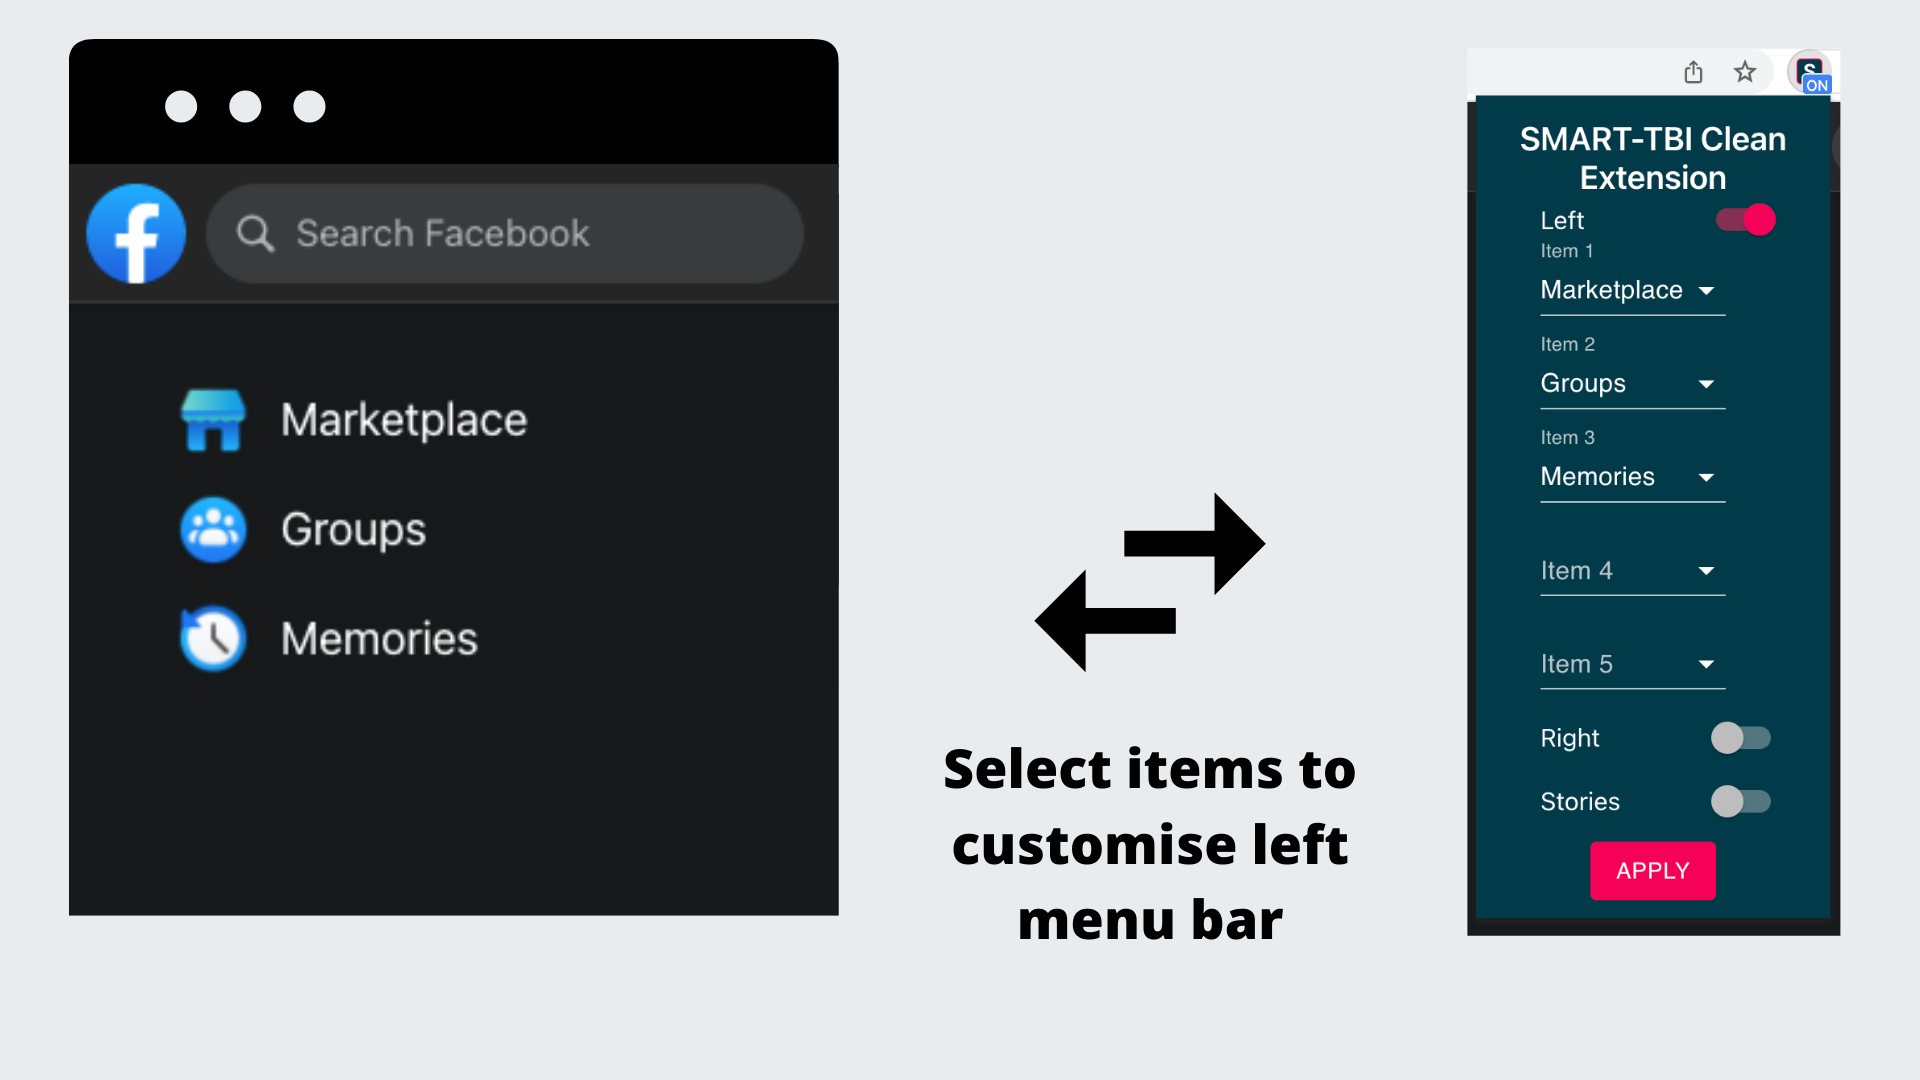 Search Facebook
Marketplace
Groups
Memories
Select items to
customise left
menu bar
S
ON
SMART-TBI Clean
Extension
Left
Item 1
Marketplace
Item 2
Groups
Item 3
Memories
Item 4
Item 5
Right
Stories
APPLY